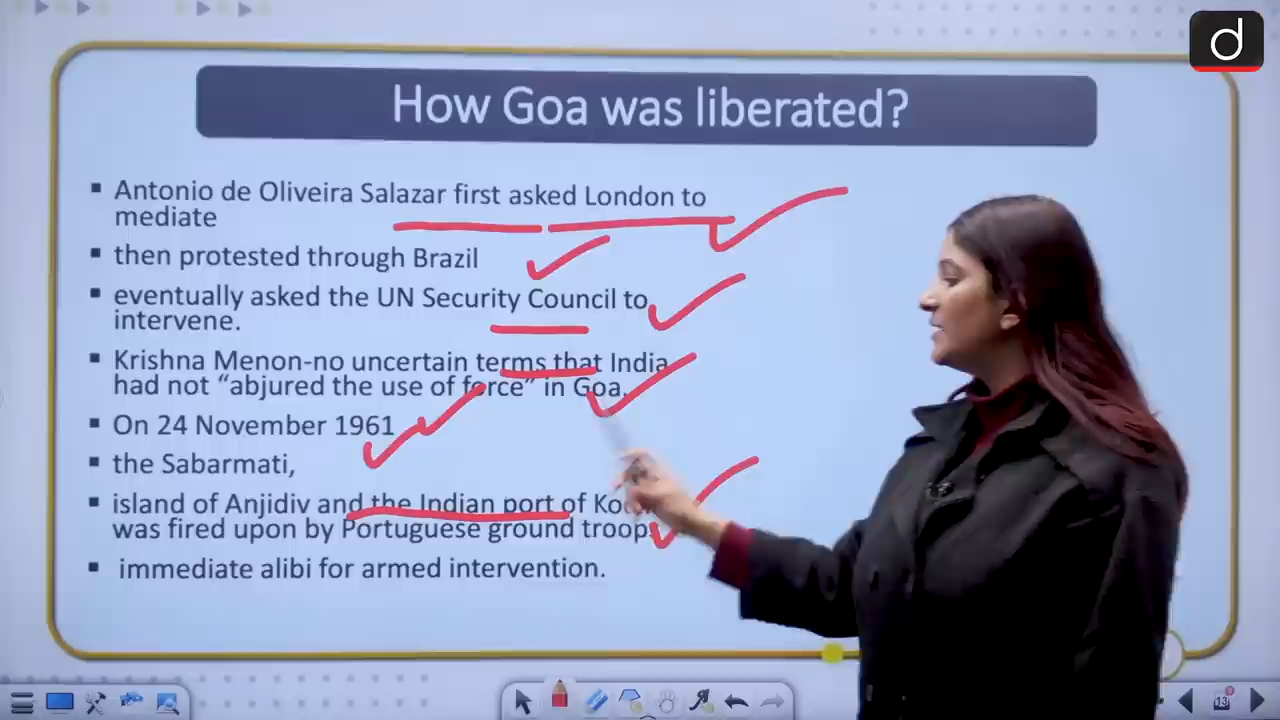 d
How Goa was liberated?
▪ Antonio de Oliveira Salazar first asked London to
mediate
▪ then protested through Brazil
▪ eventually asked the UN Security Council to
intervene.
▪ Krishna Menon-no uncertain terms that India
had not “abjured the use of force” in Goa.
▪ On 24 November 1961
▪ the Sabarmati,
▪ island of Anjidiv and the Indian port of
was fired upon by Portuguese ground troops
▪ immediate alibi for armed intervention.
13